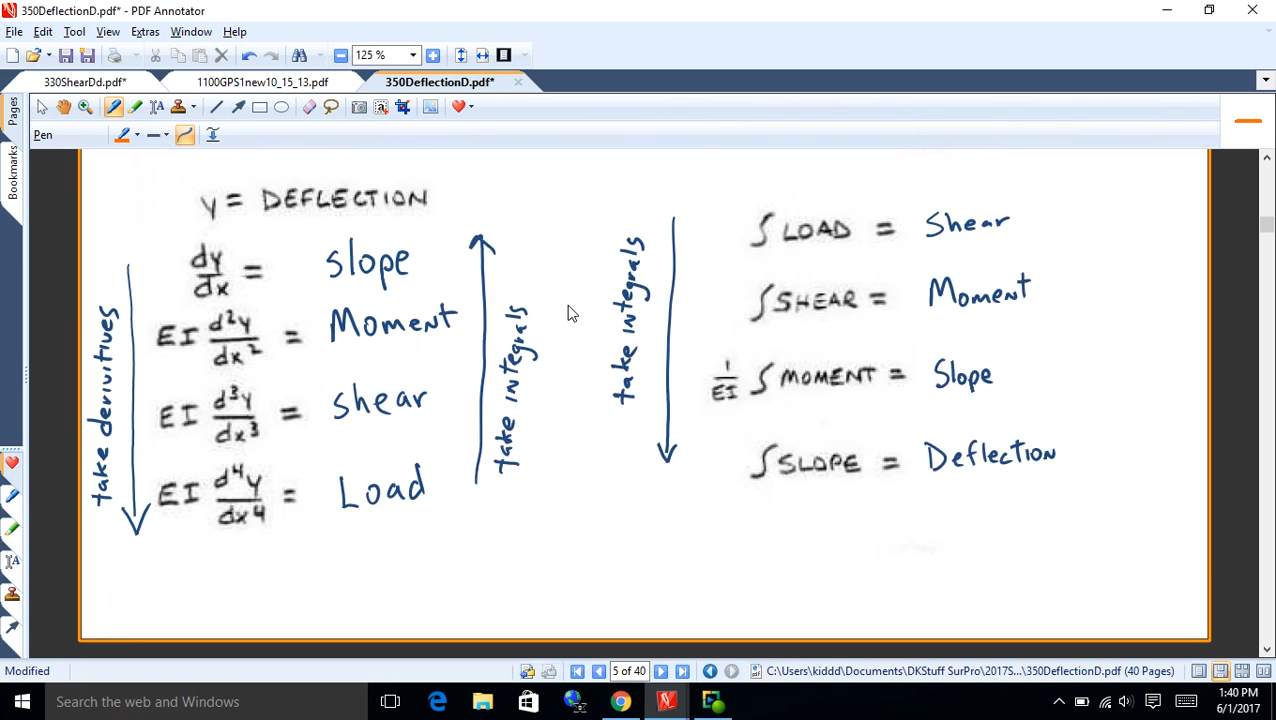 350DeflectionD.pdf* - PDF Annotator
File Edit Tool Extras Window Help
125 %
330ShearDd.pdf* 1100GPS1new10_15_13.pdf 350DeflectionD.pdf*
Pen
Pages
Bookmarks
y = DEFLECTION
dy/dx = slope
EI d²y/dx² = Moment
EI d³y/dx³ = shear
EI d⁴y/dx⁴ = Load
take derivitives
take integrals
take integrals
∫LOAD = Shear
∫SHEAR = Moment
1/EI ∫MOMENT = Slope
∫SLOPE = Deflection
Modified
5 of 40
C:\Users\kiddd\Documents\DKStuff SurPro\2017S...\350DeflectionD.pdf (40 Pages)
Search the web and Windows
1:40 PM
6/1/2017